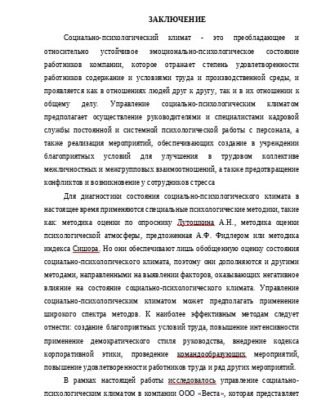 ЗАКЛЮЧЕНИЕ
Социально-психологический климат - это преобладающее и
относительно устойчивое эмоционально-психологическое состояние
работников компании, которое отражает степень удовлетворенности
работников содержание и условиями труда и производственной среды, и
проявляется как в отношениях людей друг к другу, так и в их отношении к
общему делу. Управление социально-психологическим климатом
предполагает осуществление руководителями и специалистами кадровой
службы постоянной и системной психологической работы с персонала, а
также реализация мероприятий, обеспечивающих создание в учреждении
благоприятных условий для улучшения в трудовом коллективе
межличностных и межгрупповых взаимоотношений, а также предотвращение
конфликтов и возникновение у сотрудников стресса
Для диагностики состояния социально-психологического климата в
настоящее время применяются специальные психологические методики, такие
как методика оценки по опроснику Лутошкина А.Н., методика оценки
психологической атмосферы, предложенная А.Ф. Фидлером или методика
индекса Сишора. Но они обеспечивают лишь обобщенную оценку состояния
социально-психологического климата, поэтому они дополняются и другими
методами, направленными на выявлении факторов, оказывающих негативное
влияние на состояние социально-психологического климата. Управление
социально-психологическим климатом может предполагать применение
широкого спектра методов. К наиболее эффективным методам следует
отнести: создание благоприятных условий труда, повышение интенсивности
применение демократического стиля руководства, внедрение кодекса
корпоративной этики, проведение командообразующих мероприятий,
повышение удовлетворенности работников труда и ряд других мероприятий.
В рамках настоящей работы исследовалось управление социально-
психологическим климатом в компании ООО «Веста», которое представляет